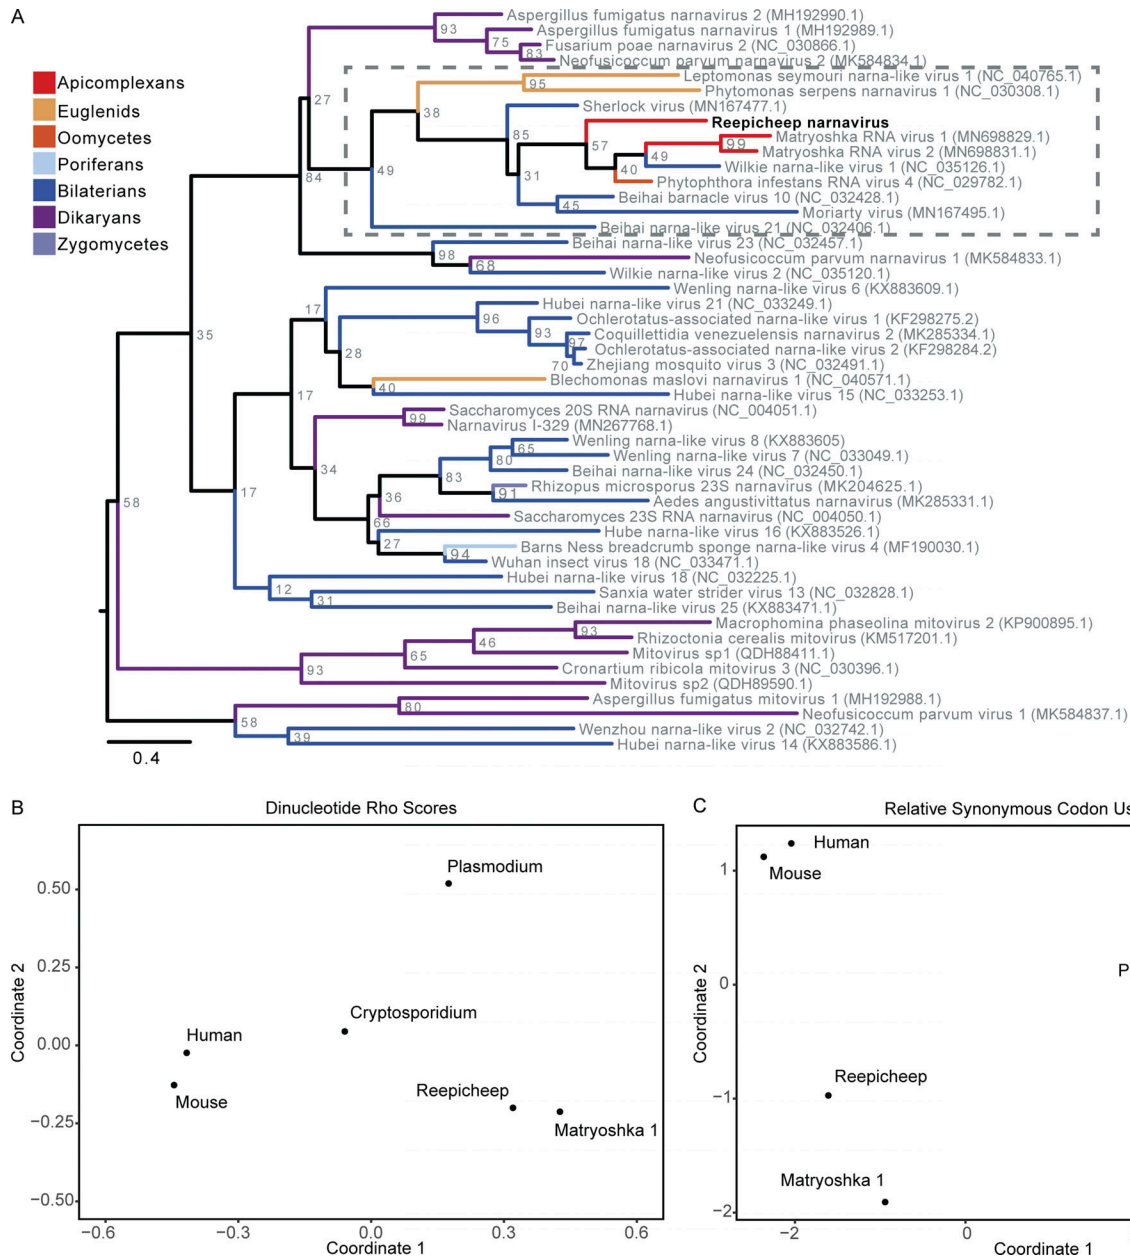 A
Aspergillus fumigatus narnavirus 2 (MH192990.1)
Aspergillus fumigatus narnavirus 1 (MH192989.1)
Fusarium poae narnavirus 2 (NC_030866.1)
Neofusicoccum parvum narnavirus 2 (MK584834.1)
Leptomonas seymouri narna-like virus 1 (NC_040765.1)
Phytomonas serpens narnavirus 1 (NC_030308.1)
Sherlock virus (MN167477.1)
Reepicheep narnavirus
Matryoshka RNA virus 1 (MN698829.1)
Matryoshka RNA virus 2 (MN698831.1)
Wilkie narna-like virus 1 (NC_035126.1)
Phytophthora infestans RNA virus 4 (NC_029782.1)
Beihai barnacle virus 10 (NC_032428.1)
Moriarty virus (MN167495.1)
Beihai narna-like virus 21 (NC_032406.1)
Beihai narna-like virus 23 (NC_032457.1)
Neofusicoccum parvum narnavirus 1 (MK584833.1)
Wilkie narna-like virus 2 (NC_035120.1)
Wenling narna-like virus 6 (KX883609.1)
Hubei narna-like virus 21 (NC_033249.1)
Ochlerotatus-associated narna-like virus 1 (KF298275.2)
Coquillettidia venezuelensis narnavirus 2 (MK285334.1)
Ochlerotatus-associated narna-like virus 2 (KF298284.2)
Zhejiang mosquito virus 3 (NC_032491.1)
Blechomonas maslovi narnavirus 1 (NC_040571.1)
Hubei narna-like virus 15 (NC_033253.1)
Saccharomyces 20S RNA narnavirus (NC_004051.1)
Narnavirus I-329 (MN267768.1)
Wenling narna-like virus 8 (KX883605)
Wenling narna-like virus 7 (NC_033049.1)
Beihai narna-like virus 24 (NC_032450.1)
Rhizopus microsporus 23S narnavirus (MK204625.1)
Aedes angustivittatus narnavirus (MK285331.1)
Saccharomyces 23S RNA narnavirus (NC_004050.1)
Hube narna-like virus 16 (KX883526.1)
Barns Ness breadcrumb sponge narna-like virus 4 (MF190030.1)
Wuhan insect virus 18 (NC_033471.1)
Hubei narna-like virus 18 (NC_032225.1)
Sanxia water strider virus 13 (NC_032828.1)
Beihai narna-like virus 25 (KX883471.1)
Macrophomina phaseolina mitovirus 2 (KP900895.1)
Rhizoctonia cerealis mitovirus (KM517201.1)
Mitovirus sp1 (QDH88411.1)
Cronartium ribicola mitovirus 3 (NC_030396.1)
Mitovirus sp2 (QDH89590.1)
Aspergillus fumigatus mitovirus 1 (MH192988.1)
Neofusicoccum parvum virus 1 (MK584837.1)
Wenzhou narna-like virus 2 (NC_032742.1)
Hubei narna-like virus 14 (KX883586.1)
Apicomplexans
Euglenids
Oomycetes
Poriferans
Bilaterians
Dikaryans
Zygomycetes
93
75
83
27
95
38
85
57
99
49
40
49
31
45
84
98
68
35
17
96
93
97
70
28
40
17
99
34
65
80
83
91
36
66
27
94
17
12
31
58
93
46
65
93
80
58
39
0.4
B
Dinucleotide Rho Scores
Plasmodium
Cryptosporidium
Human
Mouse
Reepicheep
Matryoshka 1
0.50
0.25
0.00
−0.25
−0.50
Coordinate 2
−0.6
−0.3
0.0
0.3
0.6
Coordinate 1
C
Relative Synonymous Codon Us
Human
Mouse
P
Reepicheep
Matryoshka 1
1
0
−1
−2
Coordinate 2
−2
0
Coordinate 1